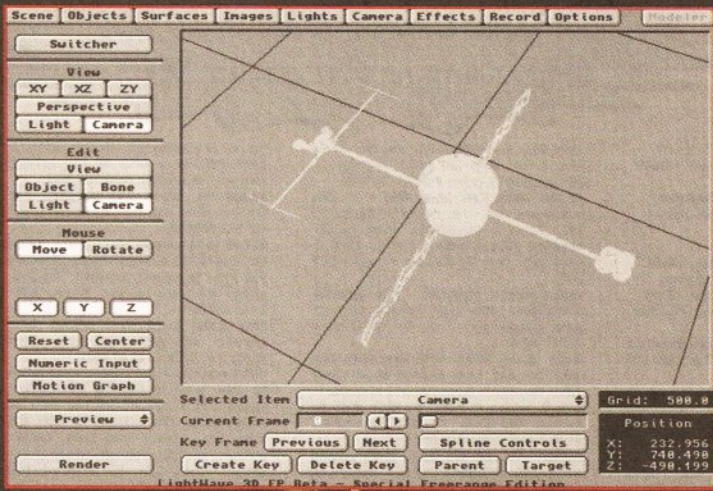 Scene Objects Surfaces Images Lights Camera Effects Record Options Modeler
Switcher
View
XY XZ ZY
Perspective
Light Camera
Edit
View
Object Bone
Light Camera
Mouse
Move Rotate
X Y Z
Reset Center
Numeric Input
Motion Graph
Preview
Render
Selected Item Camera
Current Frame 0
Key Frame Previous Next Spline Controls
Create Key Delete Key Parent Target
Grid: 500.0
Position
X: 232.956
Y: 740.490
Z: -490.199
LightWave 3D FP Beta ~ Special Freerange Edition